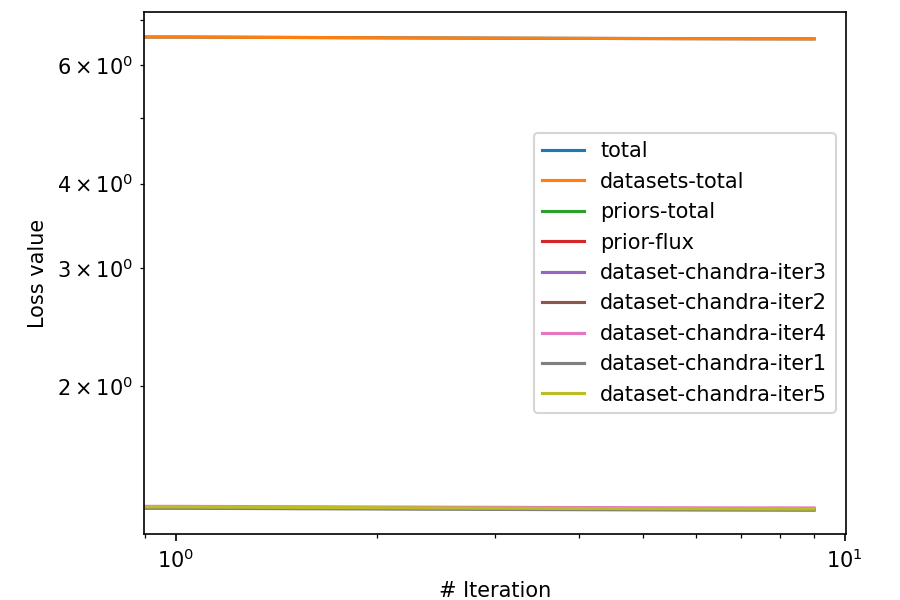 6 × 10⁰
4 × 10⁰
3 × 10⁰
2 × 10⁰
Loss value
total
datasets-total
priors-total
prior-flux
dataset-chandra-iter3
dataset-chandra-iter2
dataset-chandra-iter4
dataset-chandra-iter1
dataset-chandra-iter5
10⁰
10¹
# Iteration